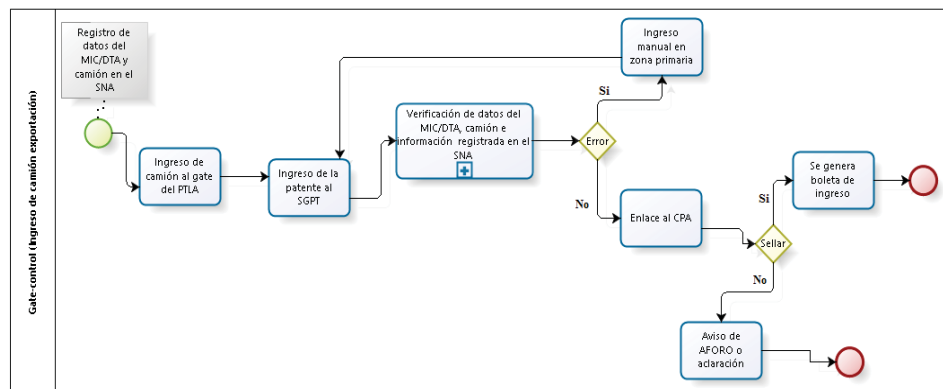 Gate-control (Ingreso de camión exportación)
Registro de
datos del
MIC/DTA y
camión en el
SNA
Ingreso de
camión al gate
del PTLA
Ingreso de la
patente al
SGPT
Verificación de datos del
MIC/DTA, camión e
información registrada en el
SNA
Error
Si
Ingreso
manual en
zona primaria
No
Enlace al CPA
Sellar
Si
Se genera
boleta de
ingreso
No
Aviso de
AFORO o
aclaración